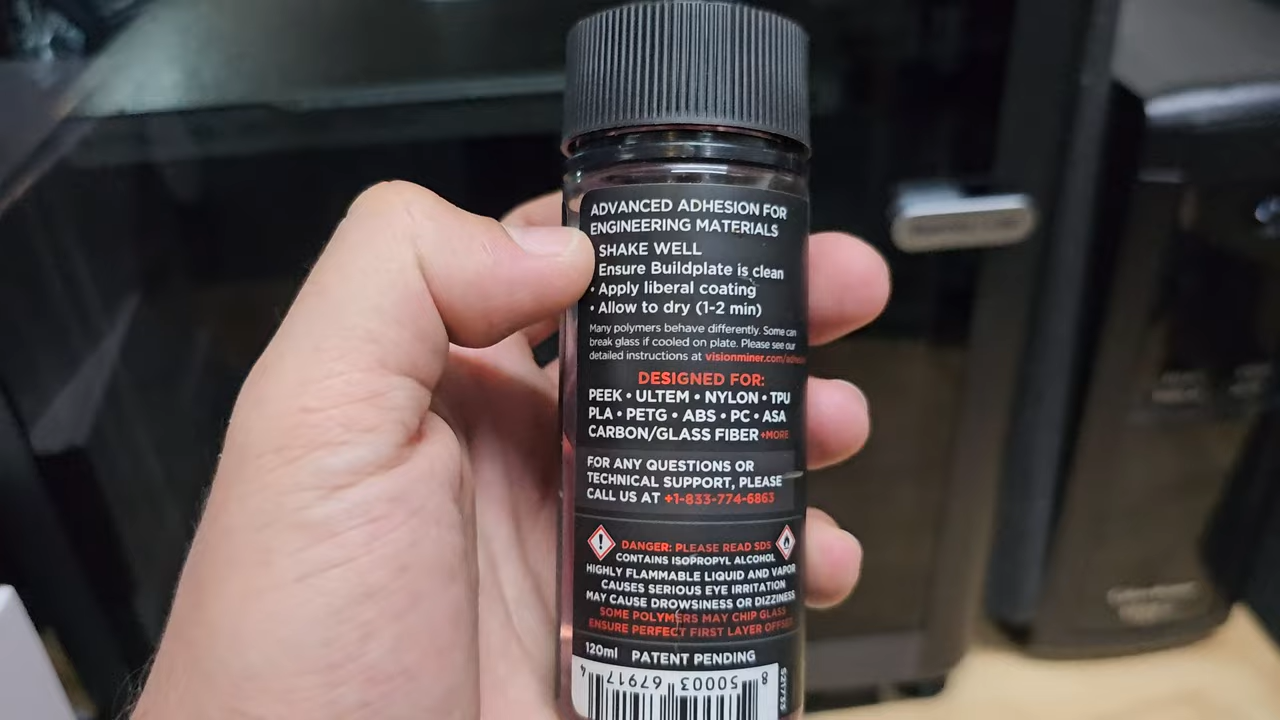 ADVANCED ADHESION FOR
ENGINEERING MATERIALS
SHAKE WELL
Ensure Buildplate is clean
• Apply liberal coating
• Allow to dry (1-2 min)
Many polymers behave differently. Some can
break glass if cooled on plate. Please see our
detailed instructions at visionminer.com/
DESIGNED FOR:
PEEK • ULTEM • NYLON • TPU
PLA • PETG • ABS • PC • ASA
CARBON/GLASS FIBER +MORE
FOR ANY QUESTIONS OR
TECHNICAL SUPPORT, PLEASE
CALL US AT +1-833-774-6863
DANGER: PLEASE READ SDS
CONTAINS ISOPROPYL ALCOHOL
HIGHLY FLAMMABLE LIQUID AND VAPOR
CAUSES SERIOUS EYE IRRITATION
MAY CAUSE DROWSINESS OR DIZZINESS
SOME POLYMERS MAY CHIP GLASS
ENSURE PERFECT FIRST LAYER OFFSET
120ml PATENT PENDING
08 50003 67917 4